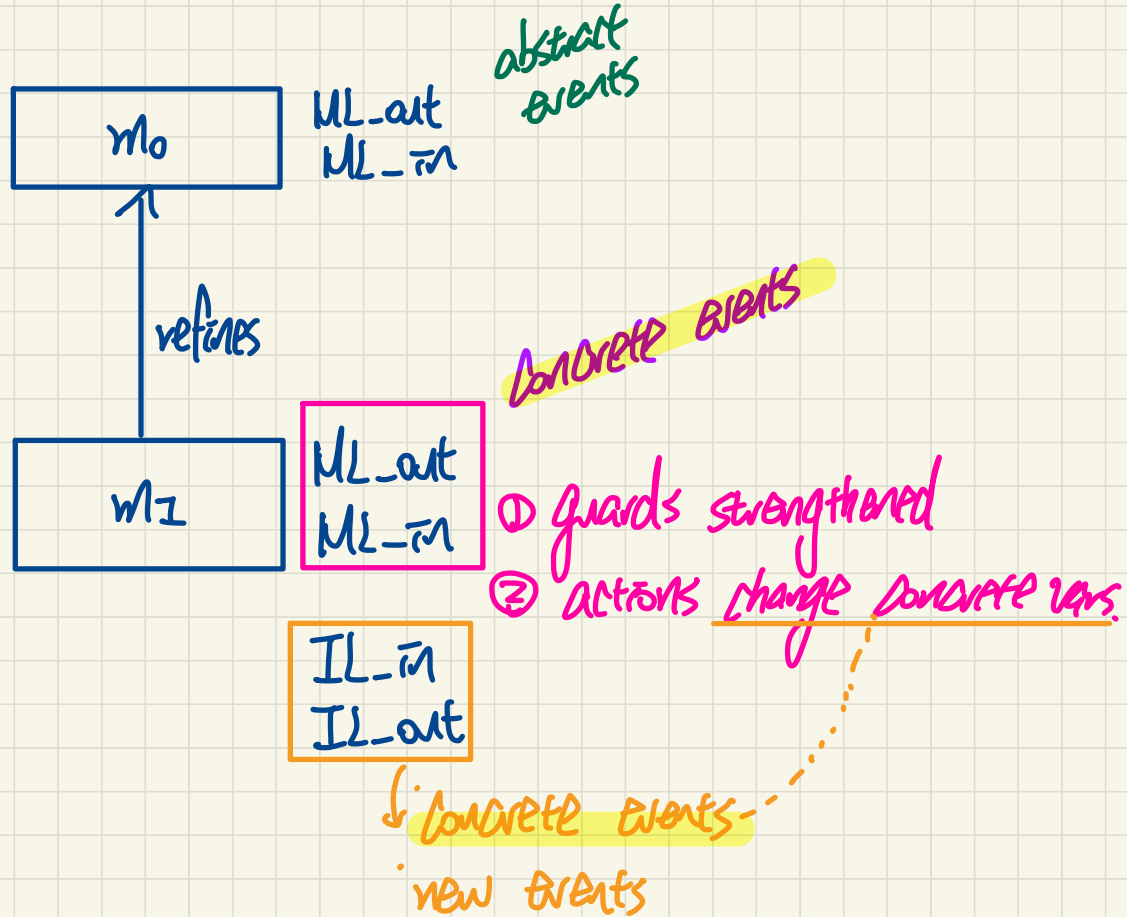 abstract
events
m0
ML_out
ML_in
refines
concrete events
m1
ML_out
ML_in
① guards strengthened
② actions change concrete vars.
IL_in
IL_out
. concrete events
. new events